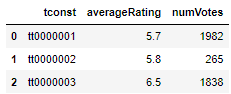 tconst averageRating numVotes
0 tt0000001 5.7 1982
1 tt0000002 5.8 265
2 tt0000003 6.5 1838